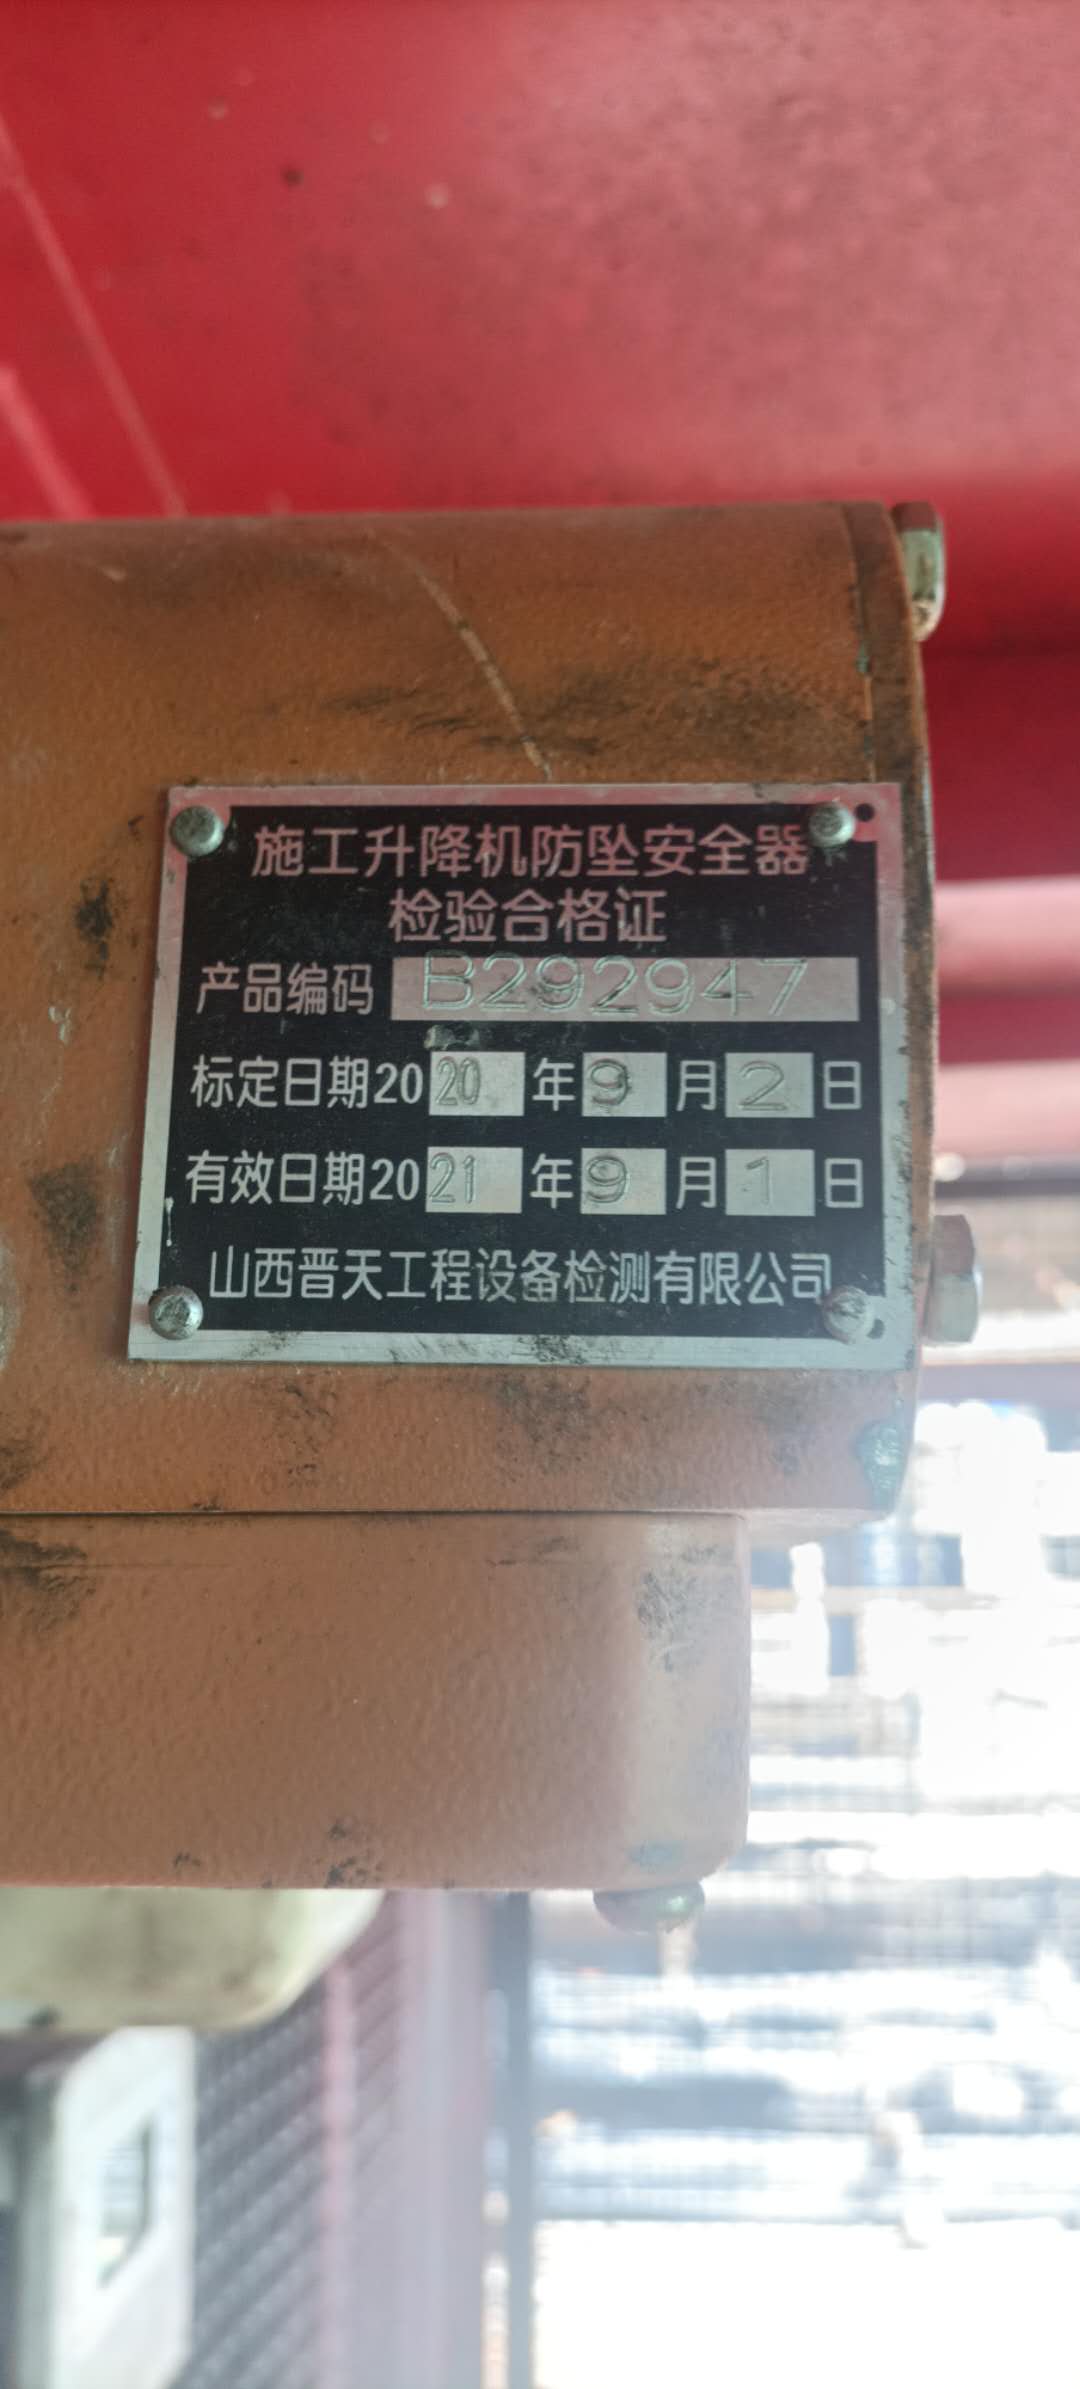 施工升降机防坠安全器
检验合格证
产品编码 B292947
标定日期2020年9月2日
有效日期2021年9月1日
山西晋天工程设备检测有限公司